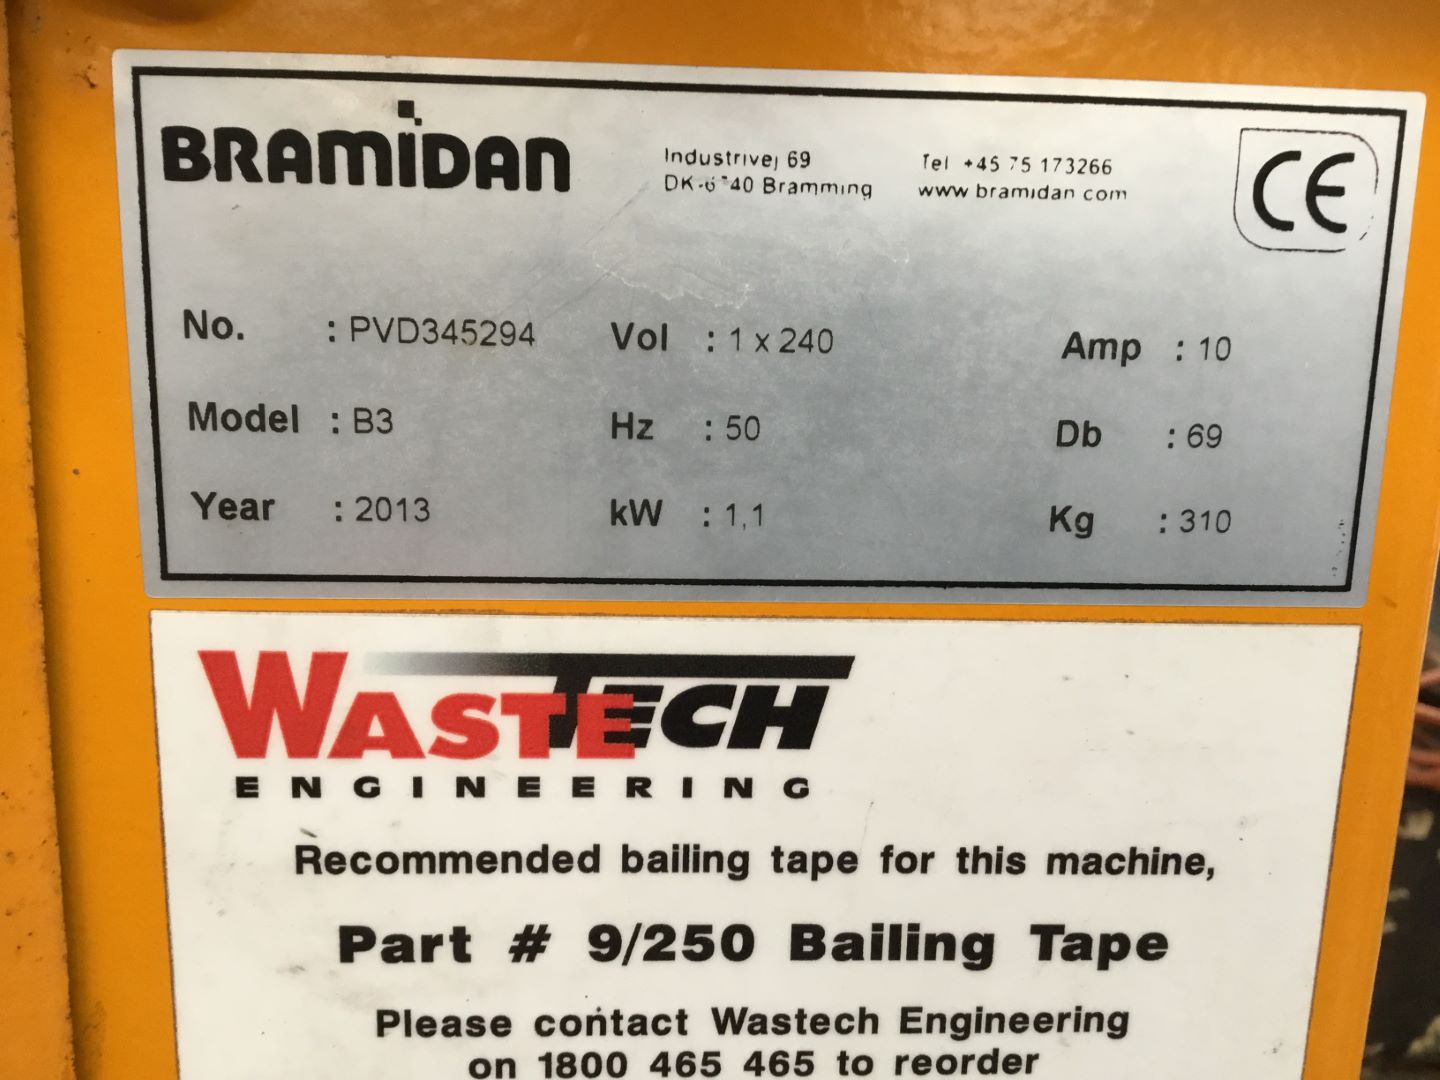 BRAMIDAN
Industrivej 69
Bramming
Tel +45 75 173266
www bramidan com
CE
No. : PVD345294 Vol : 1 x 240 Amp : 10
Model : B3 Hz : 50 Db : 69
Year : 2013 kW : 1,1 Kg : 310
WASTETECH
ENGINEERING
Recommended bailing tape for this machine,
Part # 9/250 Bailing Tape
Please contact Wastech Engineering
on 1800 465 465 to reorder